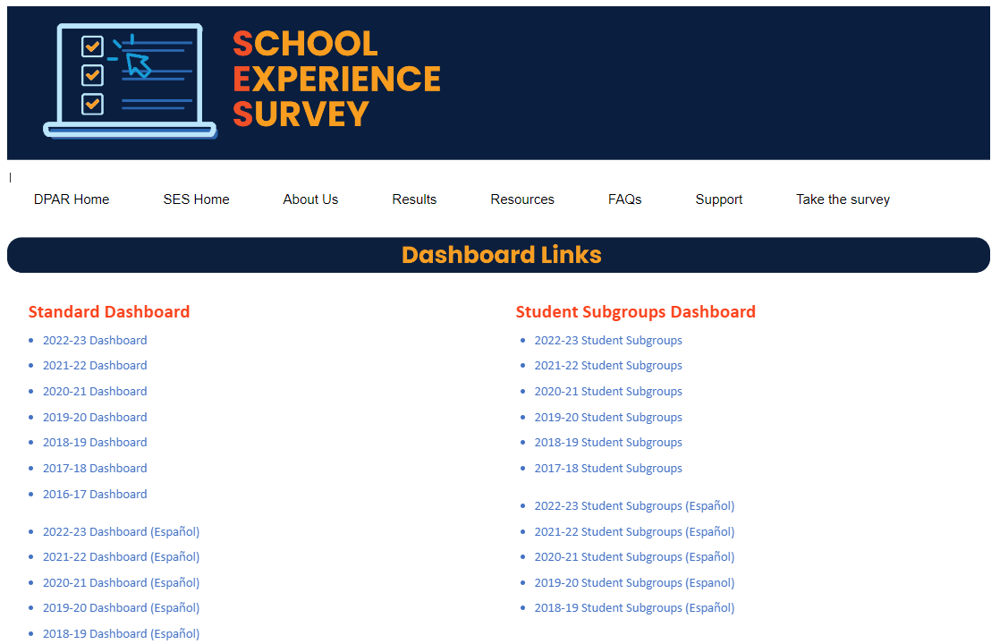 SCHOOL
EXPERIENCE
SURVEY
|
DPAR Home SES Home About Us Results Resources FAQs Support Take the survey
Dashboard Links
Standard Dashboard
• 2022-23 Dashboard
• 2021-22 Dashboard
• 2020-21 Dashboard
• 2019-20 Dashboard
• 2018-19 Dashboard
• 2017-18 Dashboard
• 2016-17 Dashboard
• 2022-23 Dashboard (Español)
• 2021-22 Dashboard (Español)
• 2020-21 Dashboard (Español)
• 2019-20 Dashboard (Español)
• 2018-19 Dashboard (Español)
Student Subgroups Dashboard
• 2022-23 Student Subgroups
• 2021-22 Student Subgroups
• 2020-21 Student Subgroups
• 2019-20 Student Subgroups
• 2018-19 Student Subgroups
• 2017-18 Student Subgroups
• 2022-23 Student Subgroups (Español)
• 2021-22 Student Subgroups (Español)
• 2020-21 Student Subgroups (Español)
• 2019-20 Student Subgroups (Espanol)
• 2018-19 Student Subgroups (Español)